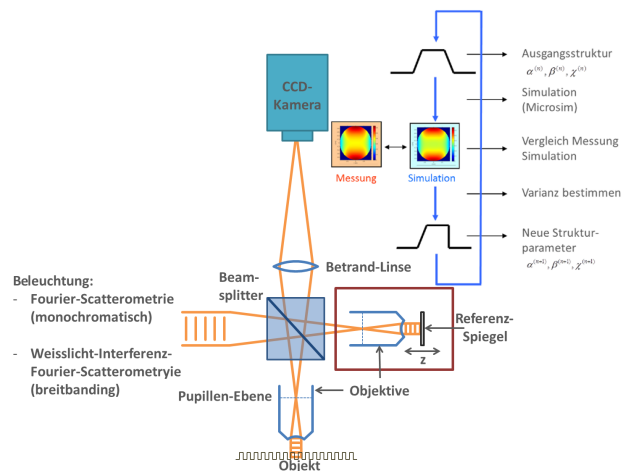 CCD-
Kamera
Messung
Simulation
Ausgangsstruktur
α⁽ⁿ⁾, β⁽ⁿ⁾, χ⁽ⁿ⁾
Simulation
(Microsim)
Vergleich Messung
Simulation
Varianz bestimmen
Neue Struktur-
parameter
α⁽ⁿ⁺¹⁾, β⁽ⁿ⁺¹⁾, χ⁽ⁿ⁺¹⁾
Betrand-Linse
Beam-
splitter
Beleuchtung:
- Fourier-Scatterometrie
(monochromatisch)
- Weisslicht-Interferenz-
Fourier-Scatterometryie
(breitbanding)
Referenz-
Spiegel
z
Objektive
Pupillen-Ebene
Objekt